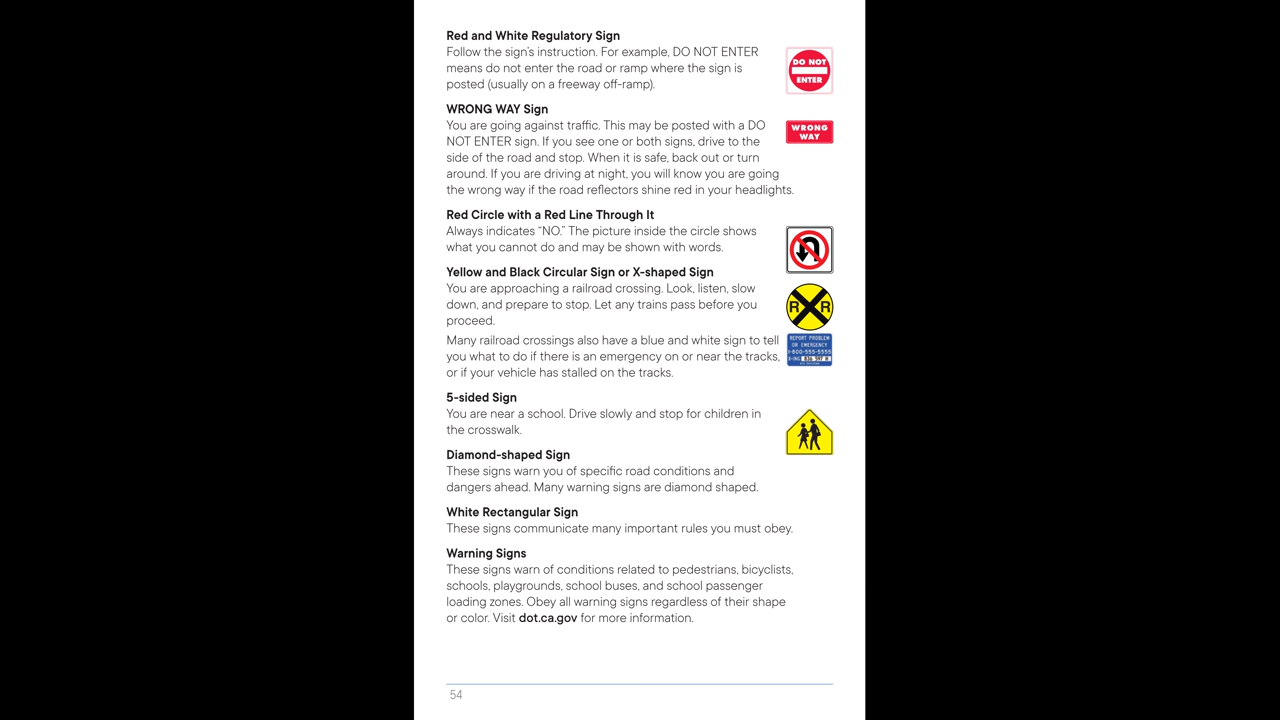 Red and White Regulatory Sign
Follow the sign's instruction. For example, DO NOT ENTER
means do not enter the road or ramp where the sign is
posted (usually on a freeway off-ramp).
DO NOT
ENTER
WRONG WAY Sign
You are going against traffic. This may be posted with a DO
NOT ENTER sign. If you see one or both signs, drive to the
side of the road and stop. When it is safe, back out or turn
around. If you are driving at night, you will know you are going
the wrong way if the road reflectors shine red in your headlights.
WRONG
WAY
Red Circle with a Red Line Through It
Always indicates “NO.” The picture inside the circle shows
what you cannot do and may be shown with words.
Yellow and Black Circular Sign or X-shaped Sign
You are approaching a railroad crossing. Look, listen, slow
down, and prepare to stop. Let any trains pass before you
proceed.
R R
Many railroad crossings also have a blue and white sign to tell
you what to do if there is an emergency on or near the tracks,
or if your vehicle has stalled on the tracks.
REPORT PROBLEM
OR EMERGENCY
1-800-555-5555
X-ING 836 597 H
5-sided Sign
You are near a school. Drive slowly and stop for children in
the crosswalk.
Diamond-shaped Sign
These signs warn you of specific road conditions and
dangers ahead. Many warning signs are diamond shaped.
White Rectangular Sign
These signs communicate many important rules you must obey.
Warning Signs
These signs warn of conditions related to pedestrians, bicyclists,
schools, playgrounds, school buses, and school passenger
loading zones. Obey all warning signs regardless of their shape
or color. Visit dot.ca.gov for more information.
54